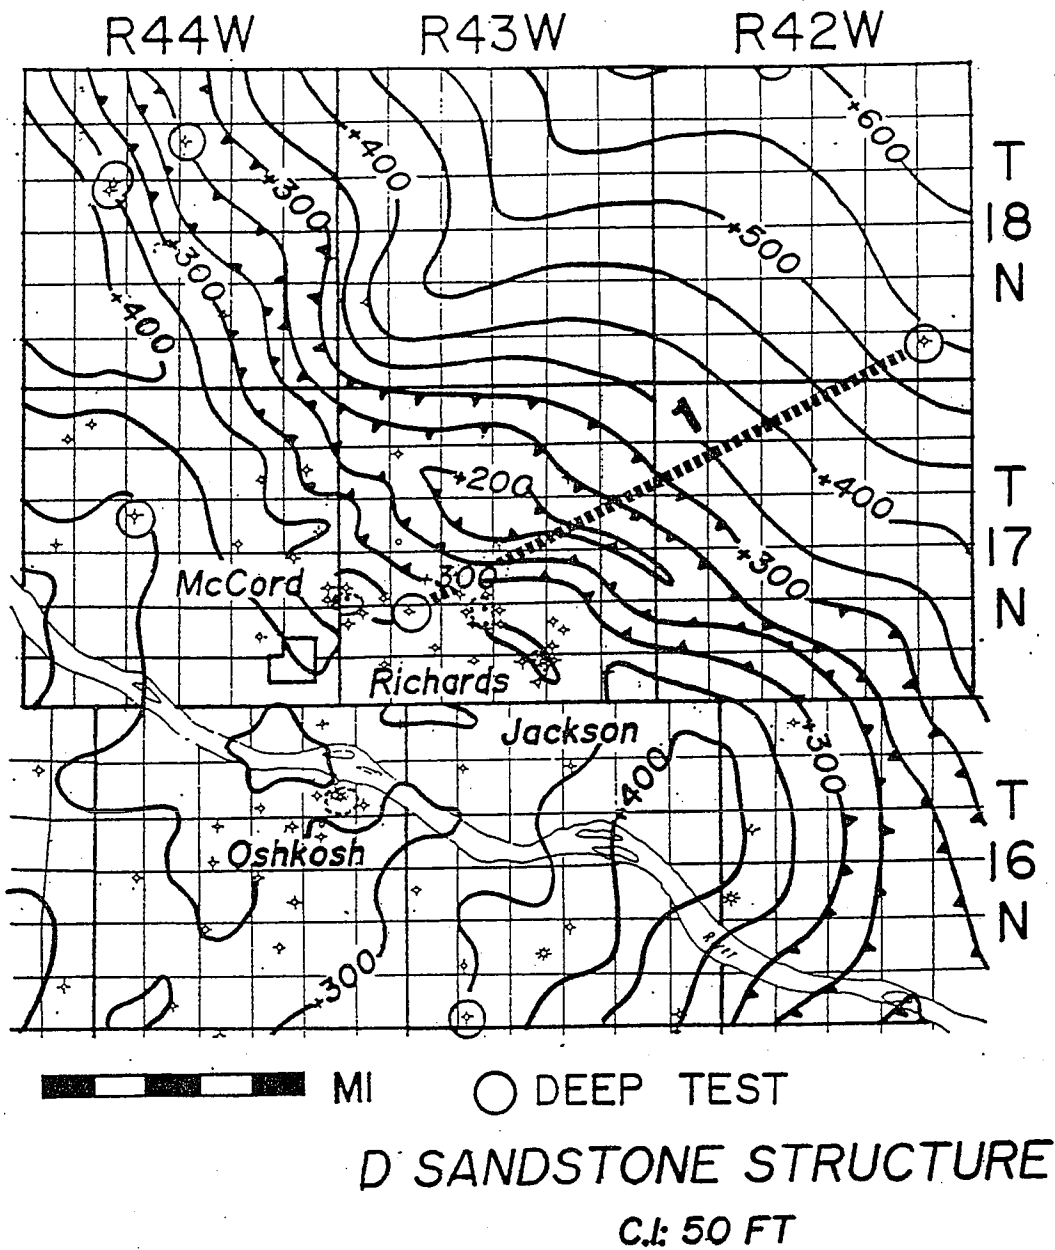 R44W R43W R42W
+600
+400
T
18
N
+300
+500
+300
+400
1
+200
+400
T
17
N
+300
+300
McCord
Richards
Jackson
+300
+400
T
16
N
Oshkosh
+300
MI DEEP TEST
D SANDSTONE STRUCTURE
C.I: 50 FT